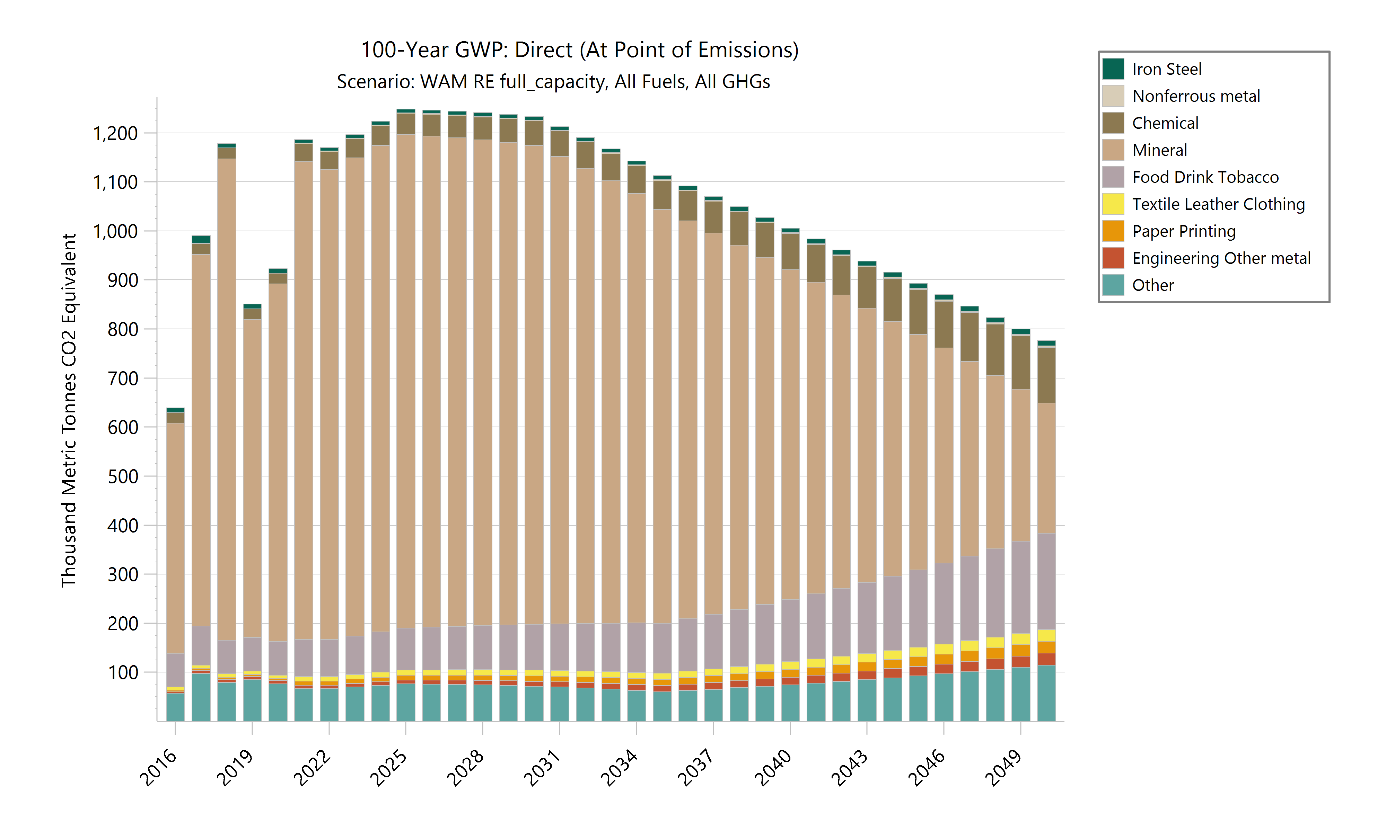 100-Year GWP: Direct (At Point of Emissions)
Scenario: WAM RE full_capacity, All Fuels, All GHGs
Thousand Metric Tonnes CO2 Equivalent
1,200
1,100
1,000
900
800
700
600
500
400
300
200
100
2016
2019
2022
2025
2028
2031
2034
2037
2040
2043
2046
2049
Iron Steel
Nonferrous metal
Chemical
Mineral
Food Drink Tobacco
Textile Leather Clothing
Paper Printing
Engineering Other metal
Other